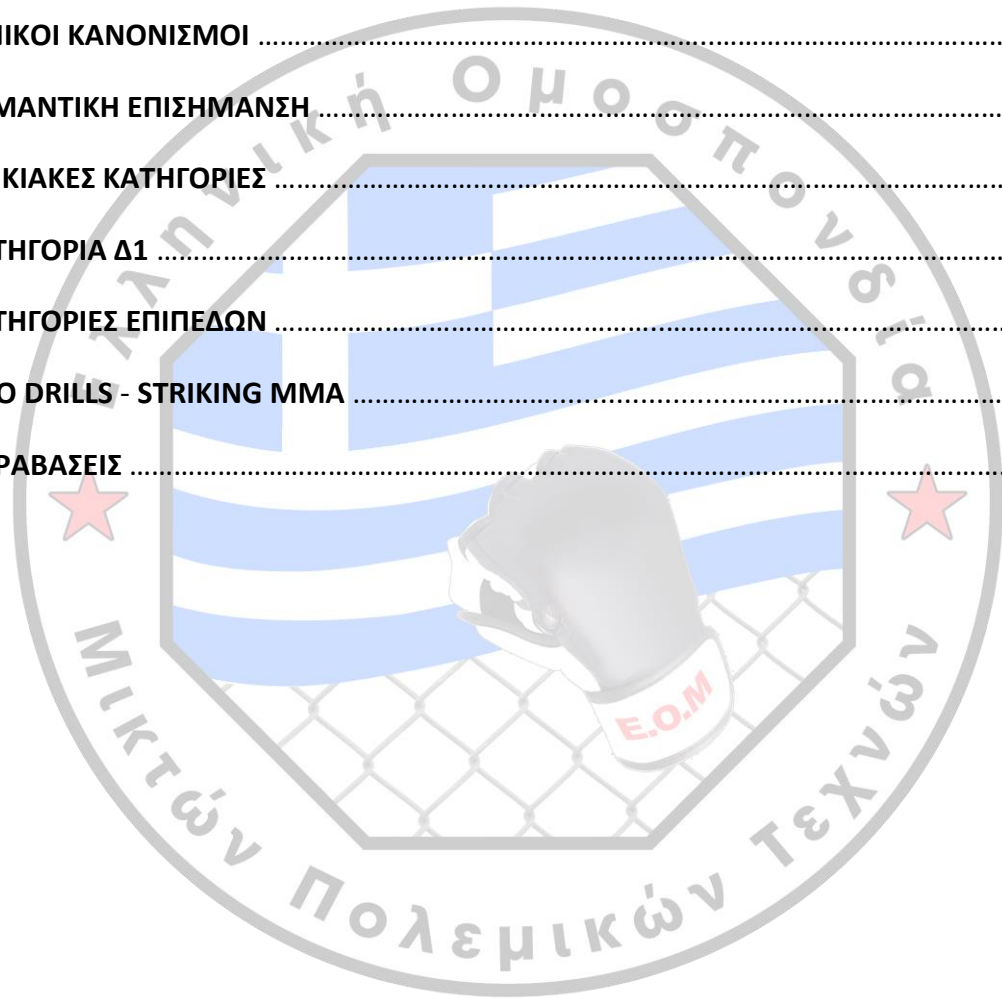 ΙΚΟΙ ΚΑΝΟΝΙΣΜΟΙ ........................................................
ΜΑΝΤΙΚΗ ΕΠΙΣΗΜΑΝΣΗ ........................................................
ΚΙΑΚΕΣ ΚΑΤΗΓΟΡΙΕΣ ........................................................
ΤΗΓΟΡΙΑ Δ1 ........................................................
ΤΗΓΟΡΙΕΣ ΕΠΙΠΕΔΩΝ ........................................................
Ο DRILLS - STRIKING MMA ........................................................
ΡΑΒΑΣΕΙΣ ........................................................
Ελληνική Ομοσπονδία
Μικτών Πολεμικών Τεχνών
Ε.Ο.Μ